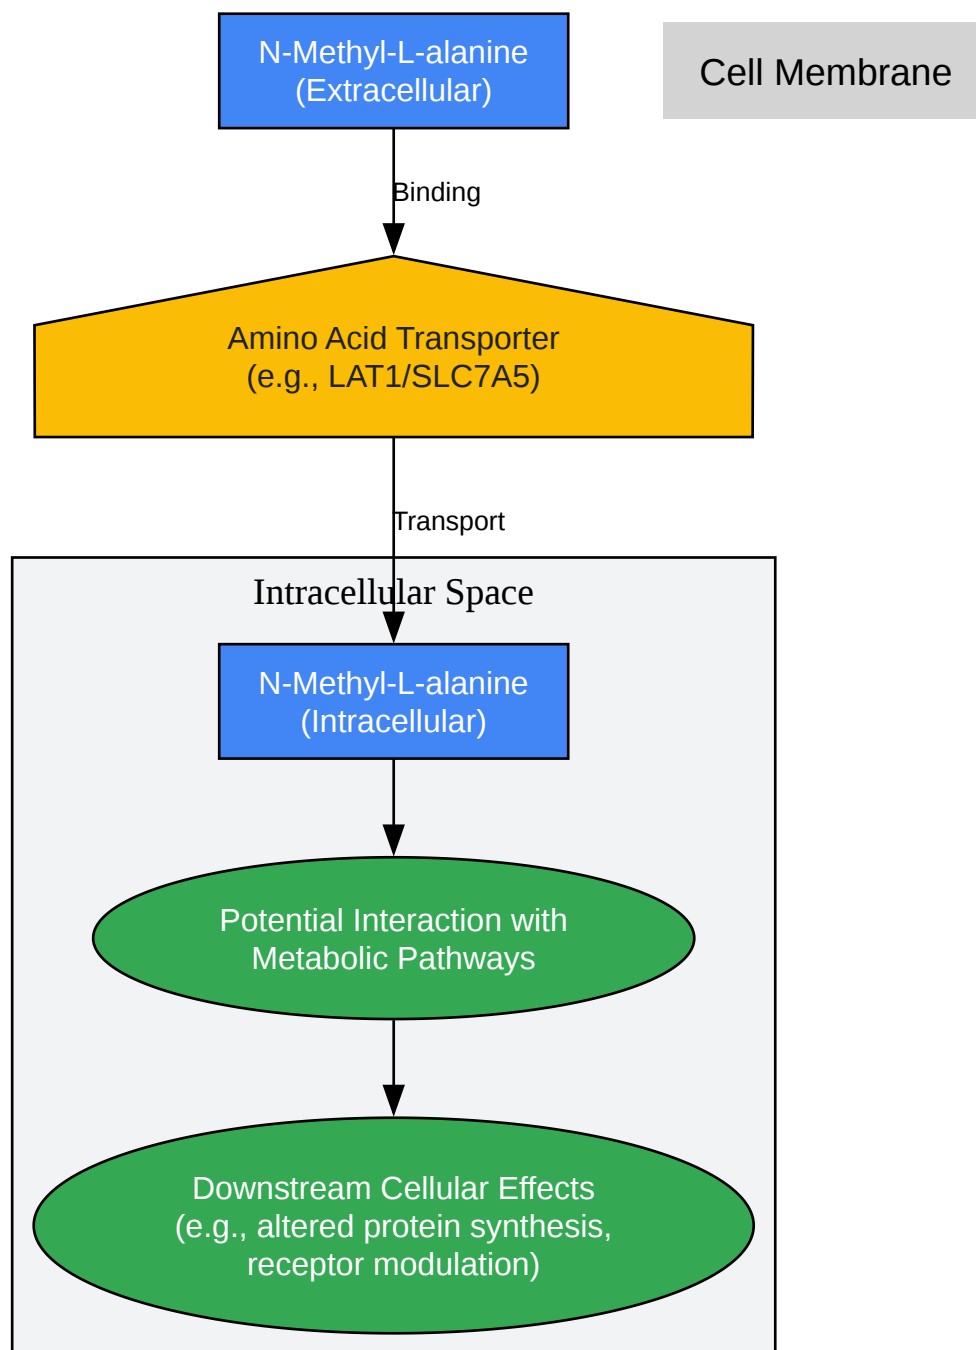 N-Methyl-L-alanine
(Extracellular)
Cell Membrane
Binding
Amino Acid Transporter
(e.g., LAT1/SLC7A5)
Transport
Intracellular Space
N-Methyl-L-alanine
(Intracellular)
Potential Interaction with
Metabolic Pathways
Downstream Cellular Effects
(e.g., altered protein synthesis,
receptor modulation)